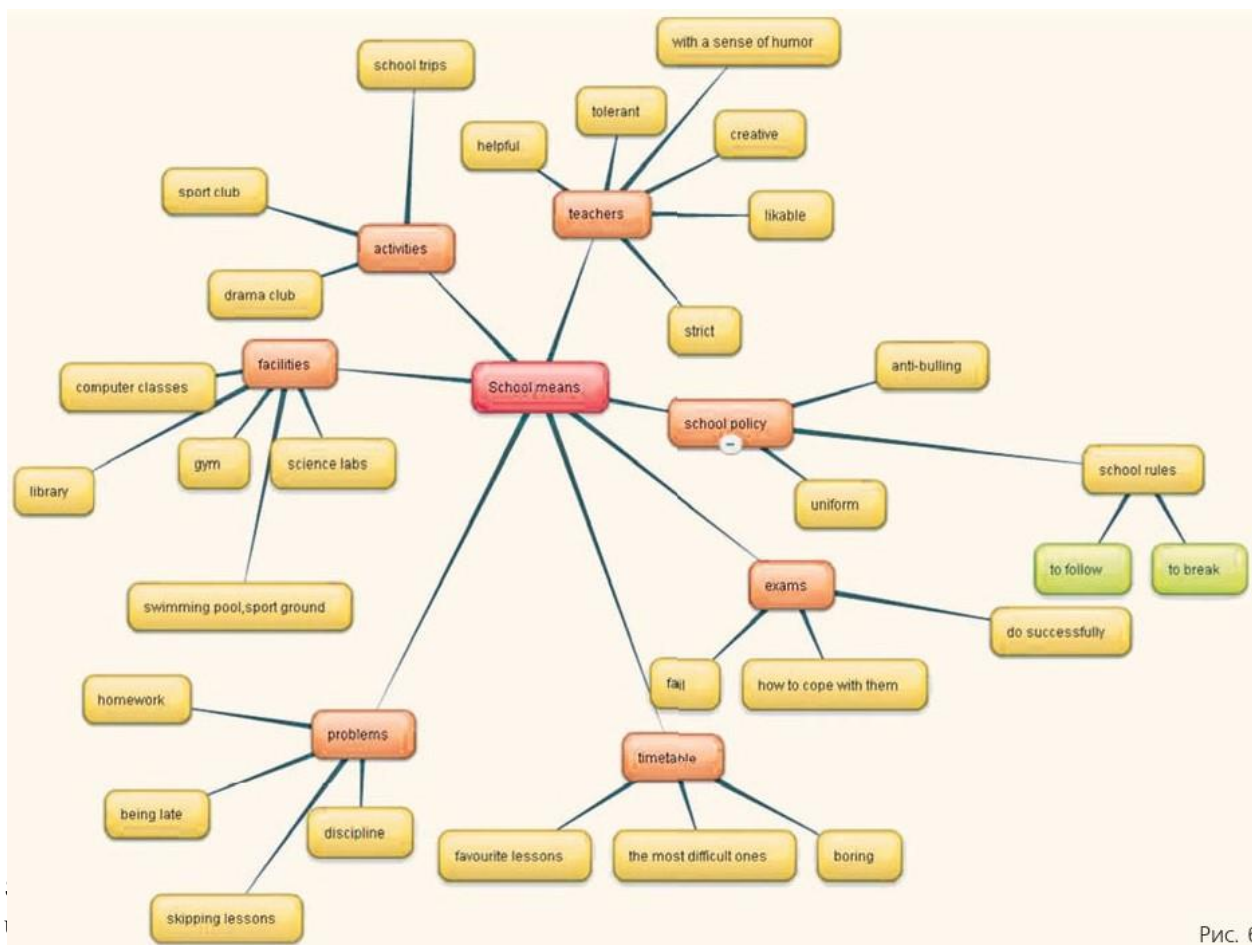 with a sense of humor
school trips
tolerant
creative
helpful
sport club
teachers
likable
activities
drama club
strict
facilities
anti-bulling
computer classes
School means
school policy
gym
science labs
school rules
library
uniform
to follow
to break
exams
swimming pool,sport ground
do successfully
fail
how to cope with them
homework
problems
timetable
being late
discipline
favourite lessons
the most difficult ones
boring
skipping lessons
Рис.